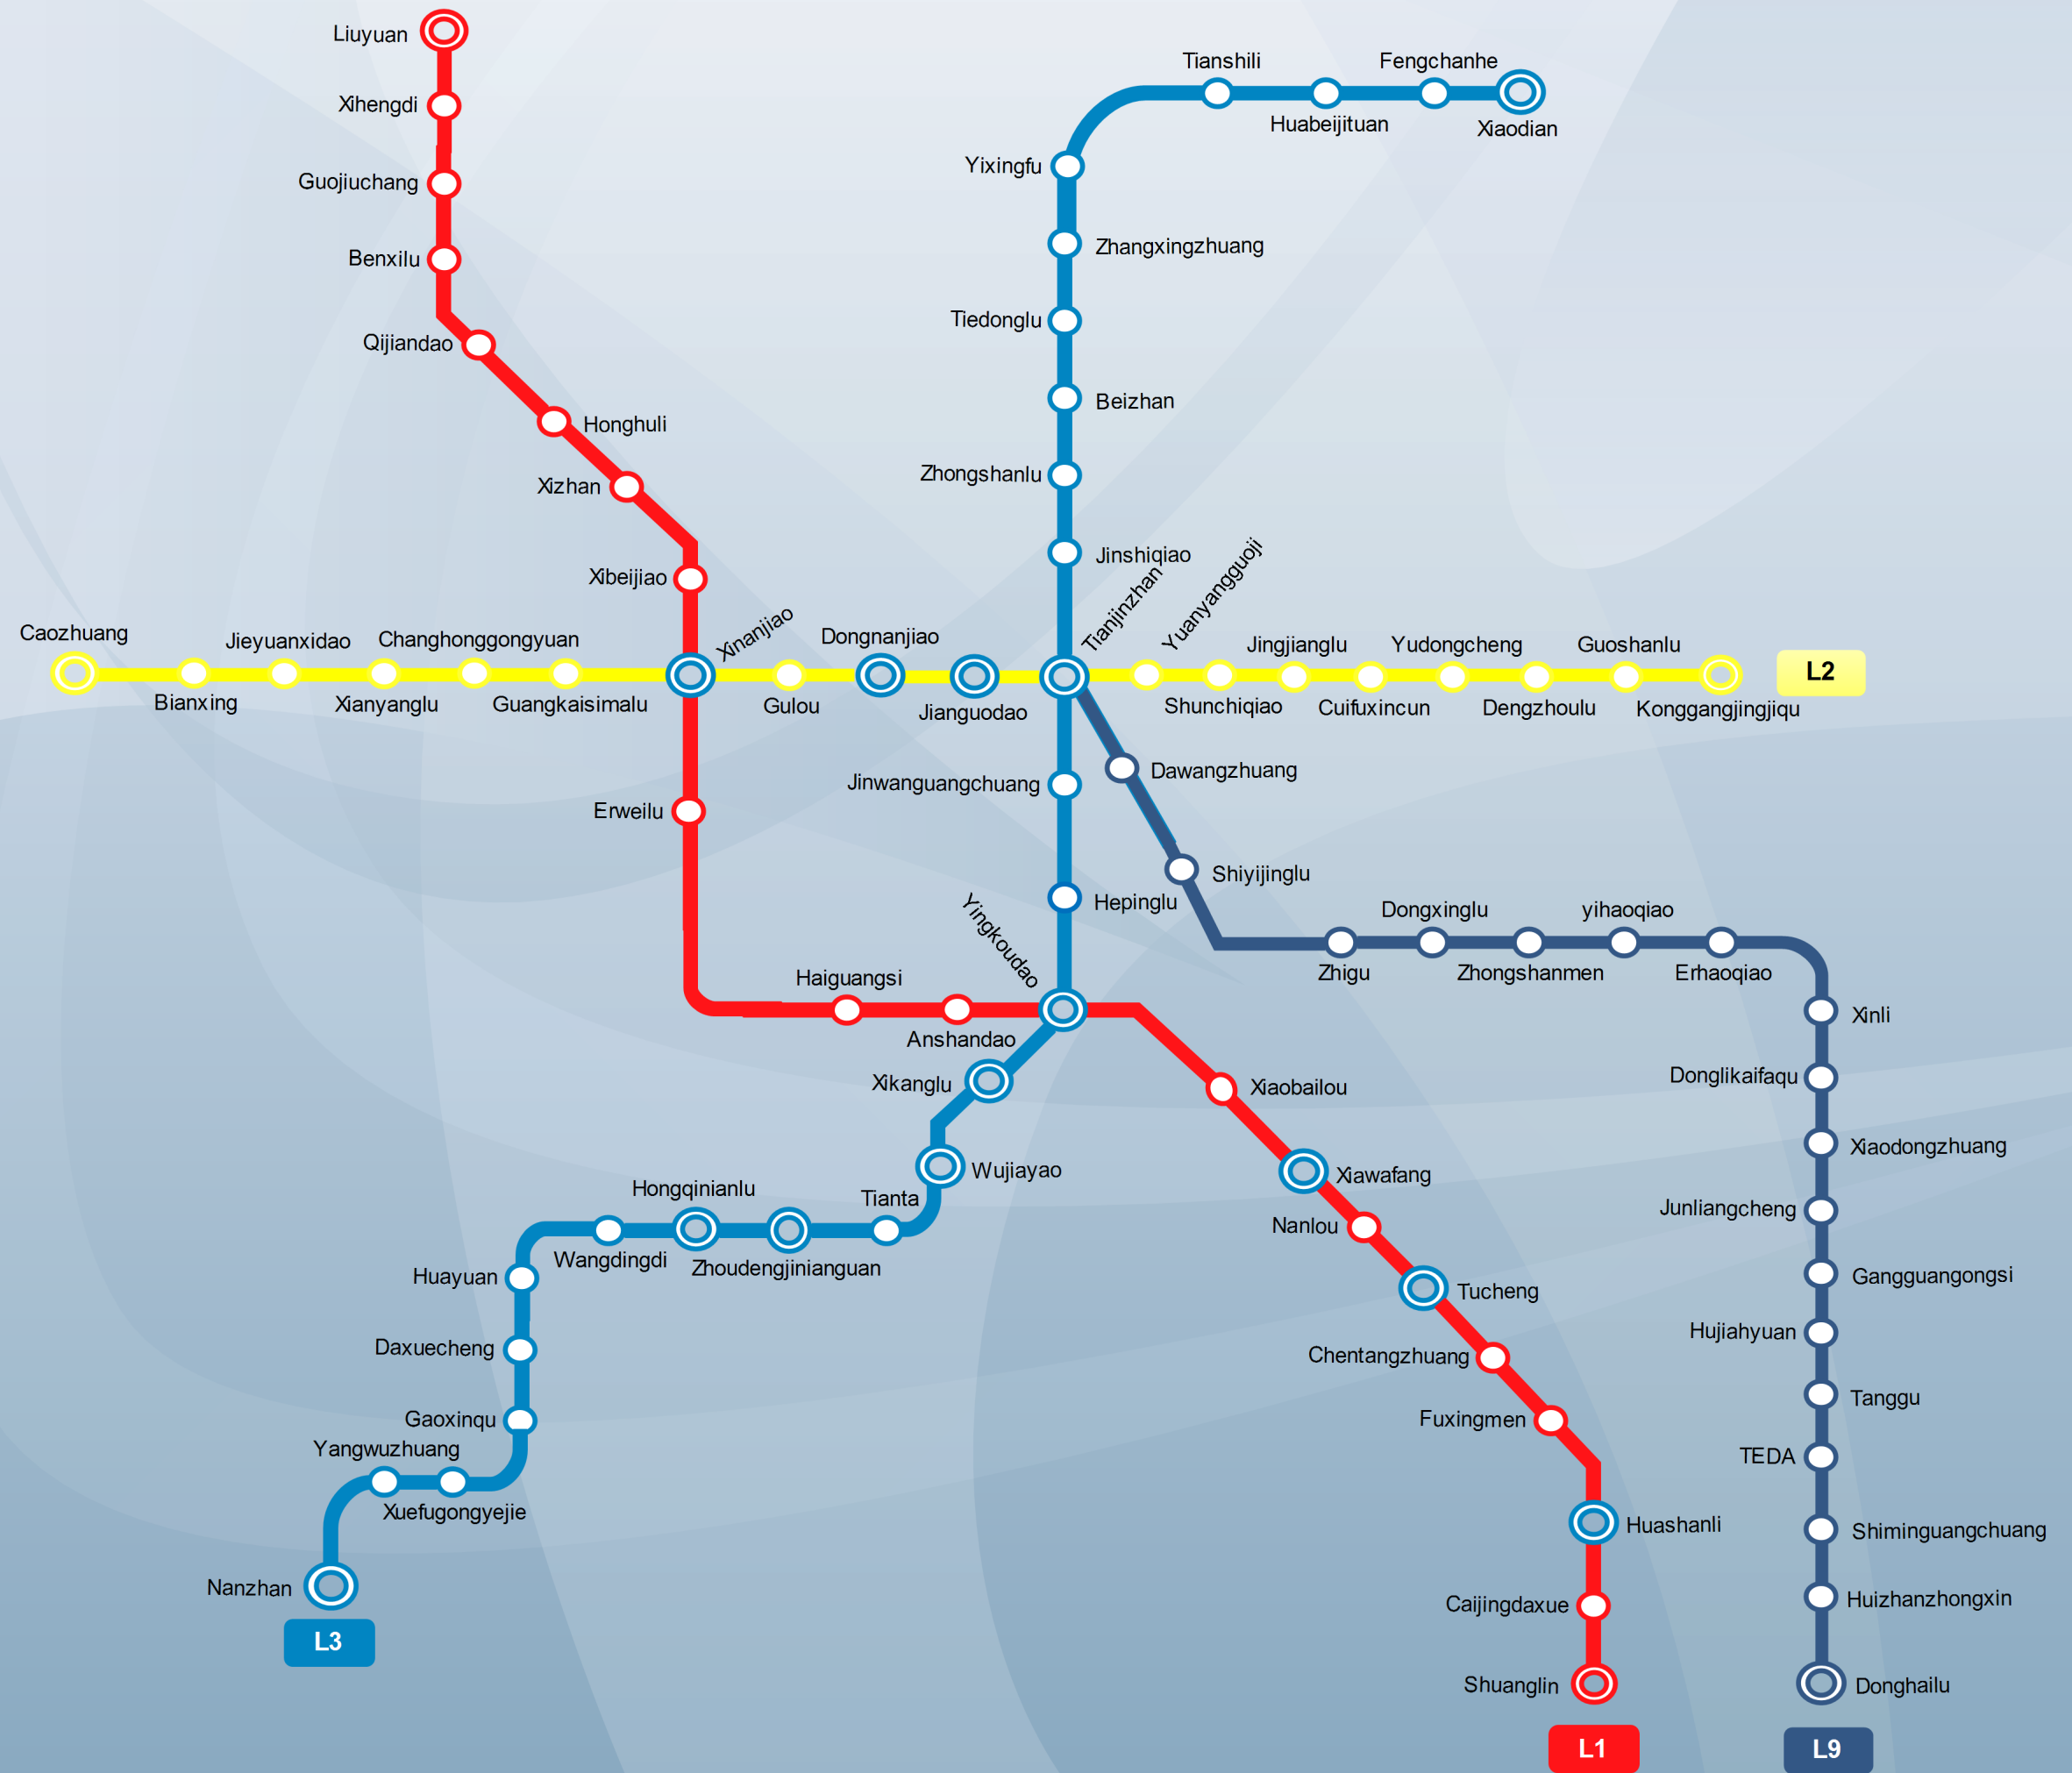 Liuyuan
Tianshili
Fengchanhe
Xihengdi
Huabeijituan
Xiaodian
Yixingfu
Guojiuchang
Zhangxingzhuang
Benxilu
Tiedonglu
Qijiandao
Beizhan
Honghuli
Zhongshanlu
Xizhan
Jinshiqiao
Xibeijiao
Tianjinzhan
Yuanyangguoji
Xinanjiao
Caozhuang
Jieyuanxidao
Changhonggongyuan
Dongnanjiao
Jingjianglu
Yudongcheng
Guoshanlu
L2
Bianxing
Xianyanglu
Guangkaisimalu
Gulou
Jianguodao
Shunchiqiao
Cuifuxincun
Dengzhoulu
Konggangjingjiqu
Dawangzhuang
Jinwanguangchuang
Erweilu
Shiyijinglu
Hepinglu
Dongxinglu
yihaoqiao
Yingkoudao
Zhigu
Zhongshanmen
Erhaoqiao
Haiguangsi
Xinli
Anshandao
Donglikaifaqu
Xikanglu
Xiaobailou
Xiaodongzhuang
Wujiayao
Xiawafang
Hongqinianlu
Tianta
Junliangcheng
Nanlou
Wangdingdi
Zhoudengjinianguan
Huayuan
Gangguangongsi
Tucheng
Hujiahyuan
Daxuecheng
Chentangzhuang
Tanggu
Gaoxinqu
Fuxingmen
Yangwuzhuang
TEDA
Xuefugongyejie
Huashanli
Shiminguangchuang
Nanzhan
Caijingdaxue
Huizhanzhongxin
L3
Shuanglin
Donghailu
L1
L9